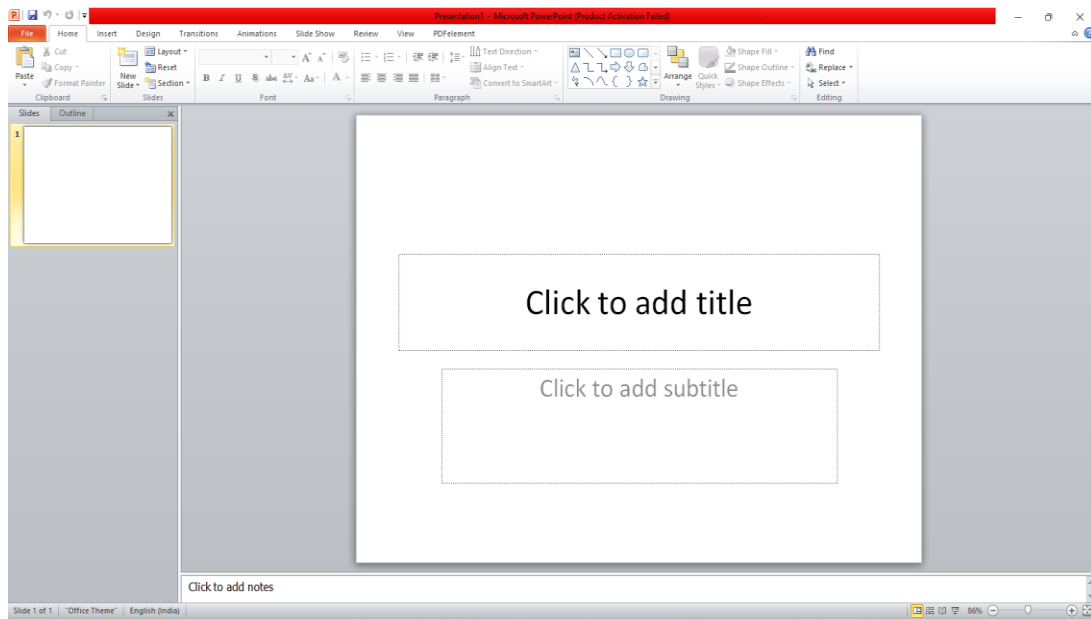 Presentation1 - Microsoft PowerPoint (Product Activation Failed)
File Home Insert Design Transitions Animations Slide Show Review View PDFelement
Cut
Copy
Format Painter
Paste
Clipboard
New
Slide
Layout
Reset
Section
Slides
B I U S abc AV Aa A
Font
Text Direction
Align Text
Convert to SmartArt
Paragraph
Arrange
Quick
Styles
Shape Fill
Shape Outline
Shape Effects
Drawing
Find
Replace
Select
Editing
Slides Outline
1
Click to add title
Click to add subtitle
Click to add notes
Slide 1 of 1 "Office Theme" English (India) 86%